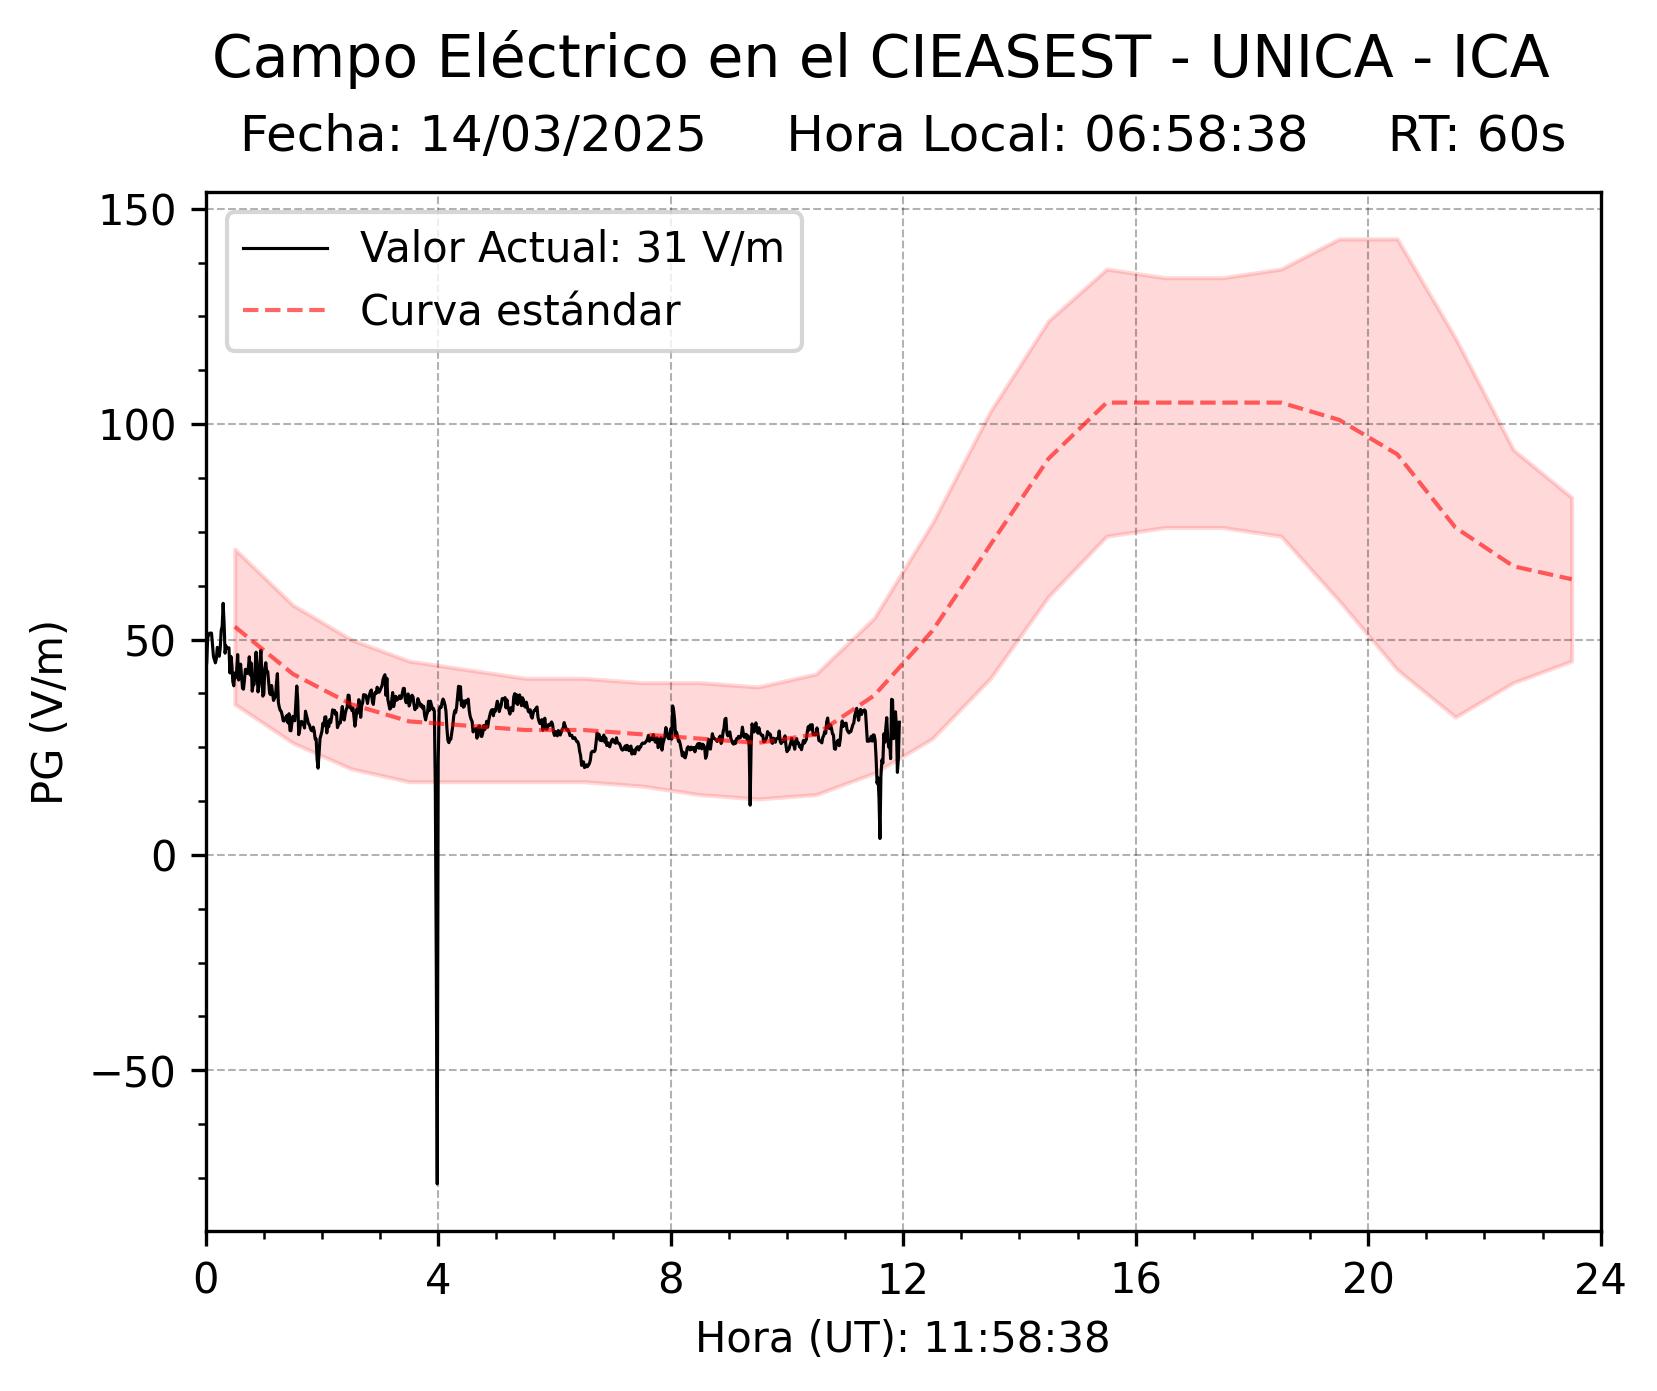 Campo Eléctrico en el CIEASEST - UNICA - ICA
Fecha: 14/03/2025 Hora Local: 06:58:38 RT: 60s
Valor Actual: 31 V/m
Curva estándar
PG (V/m)
150
100
50
0
−50
0 4 8 12 16 20 24
Hora (UT): 11:58:38